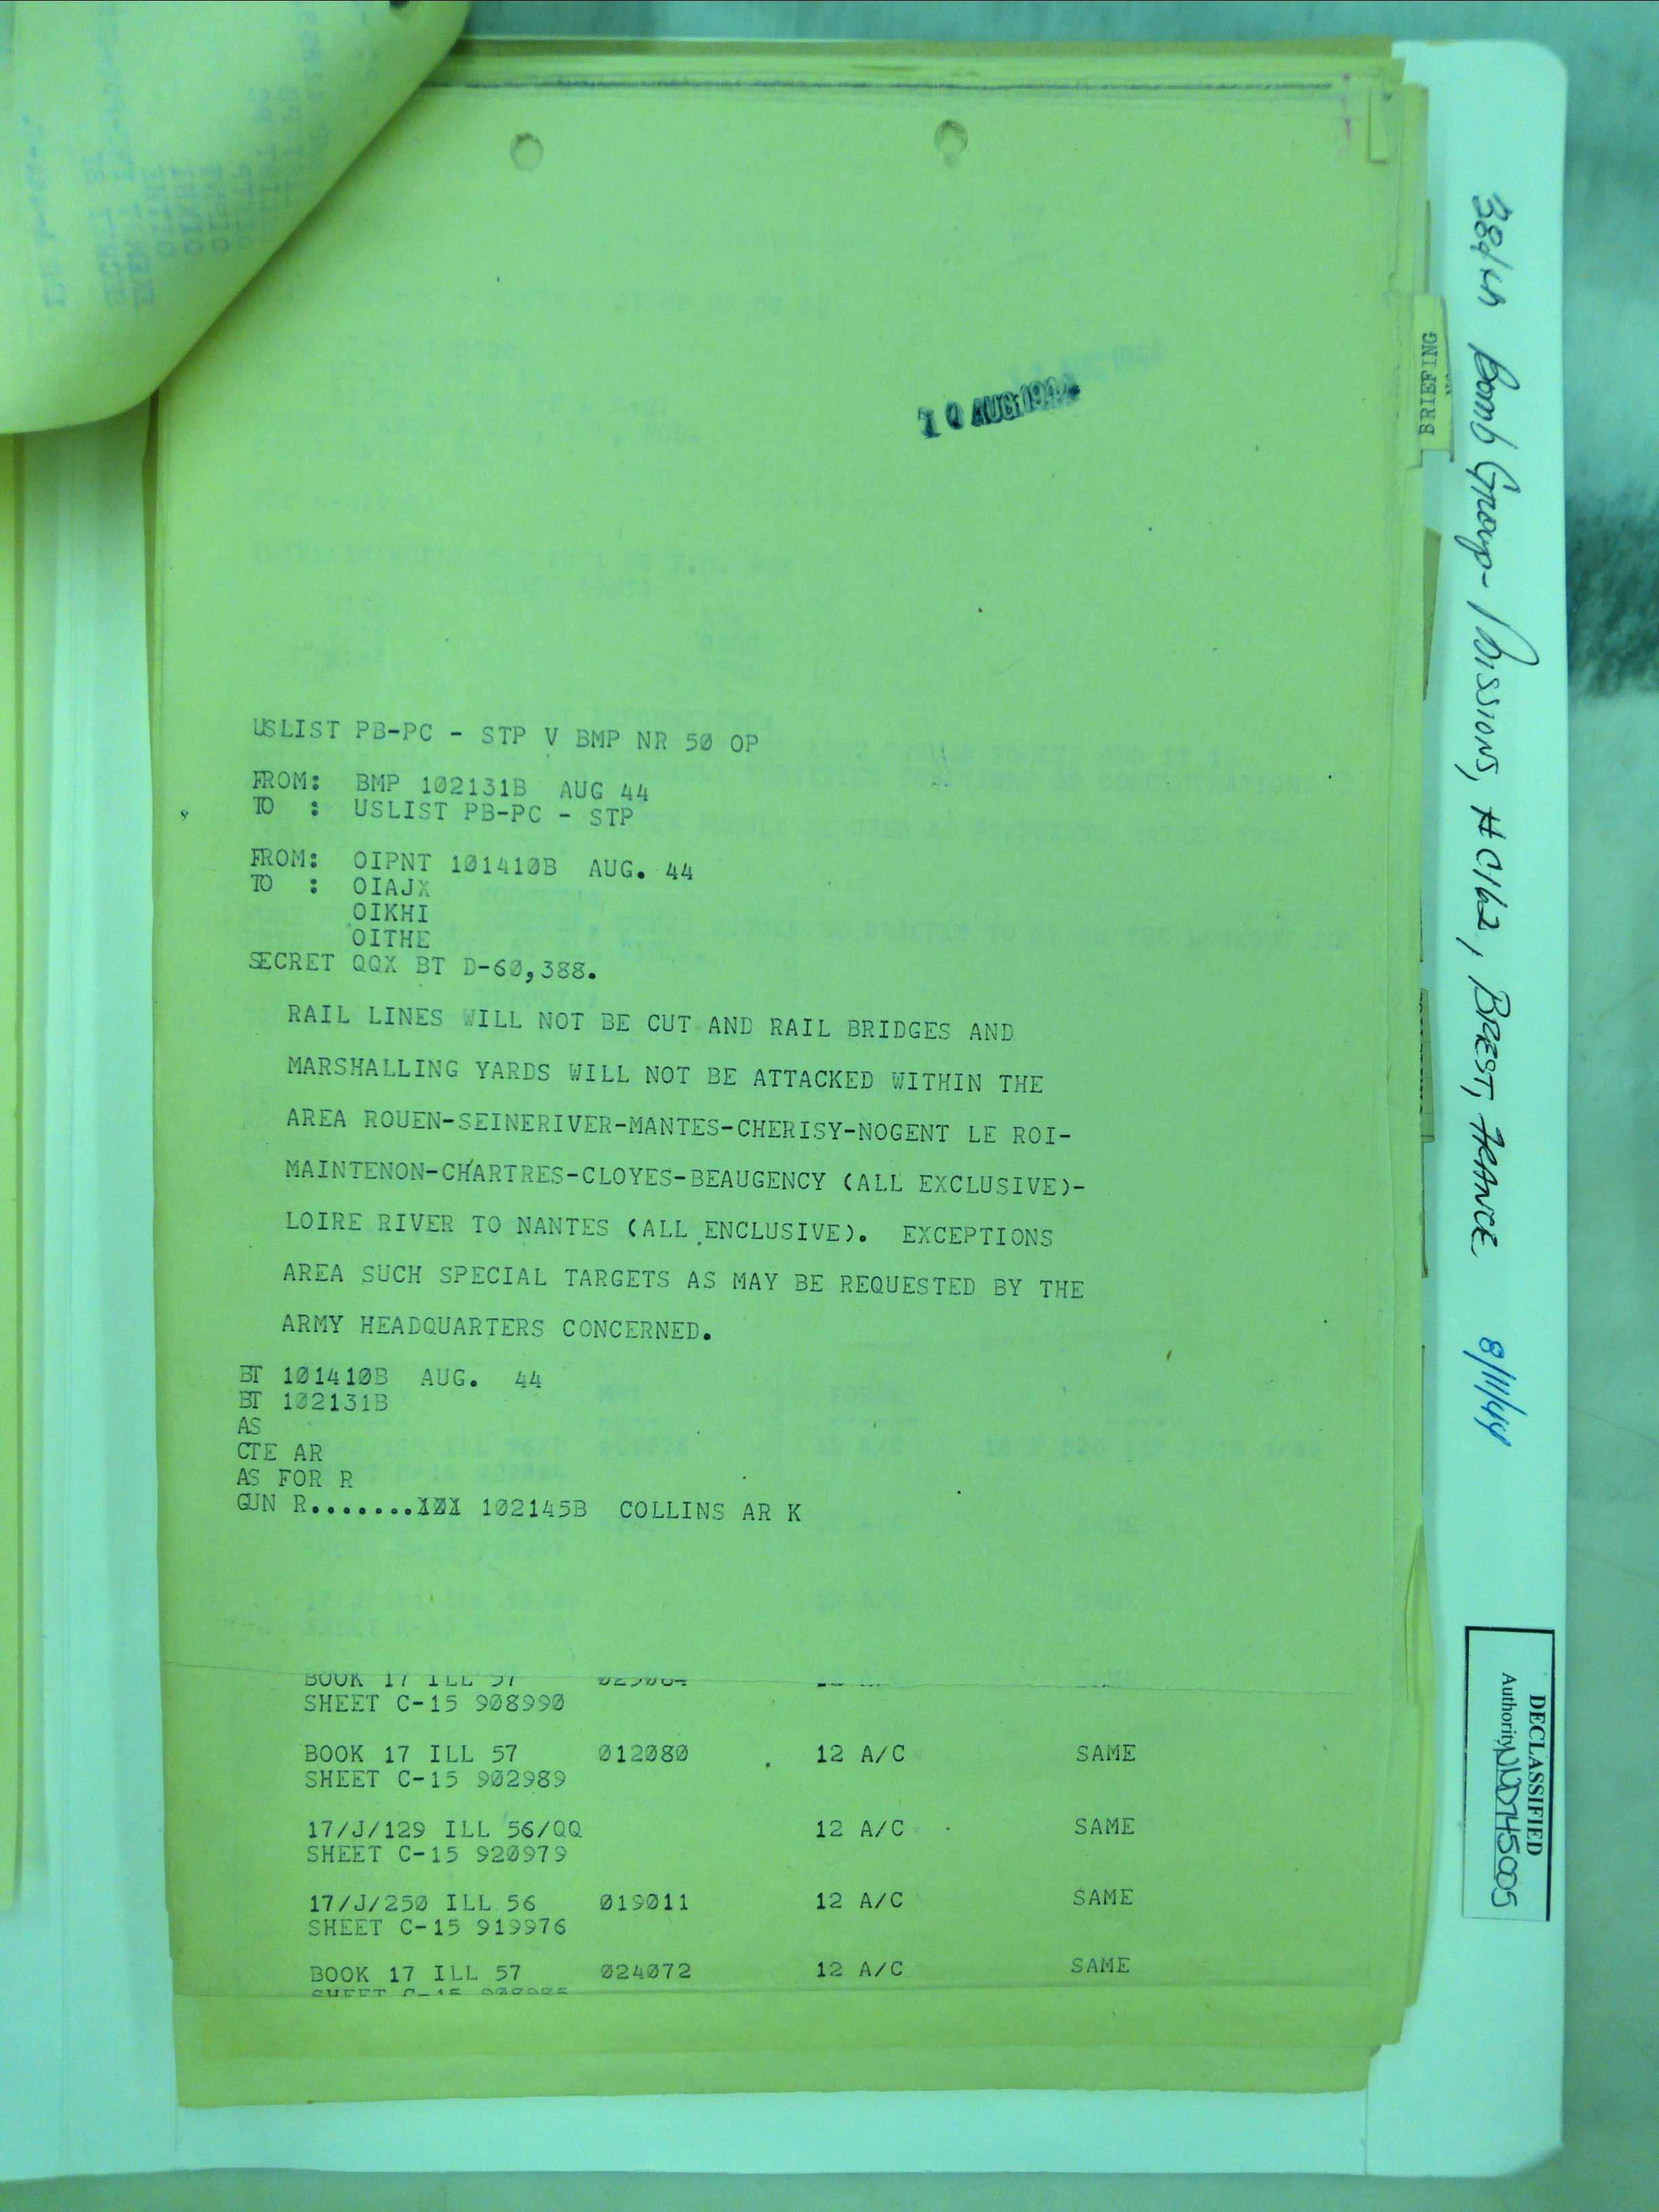 10 AUG 1944
USLIST PB-PC - STP V BMP NR 50 OP
FROM: BMP 102131B AUG 44
TO : USLIST PB-PC - STP
FROM: OIPNT 101410B AUG. 44
TO : OIAJX
OIKHI
OITHE
SECRET QQX BT D-60,388.
RAIL LINES WILL NOT BE CUT AND RAIL BRIDGES AND
MARSHALLING YARDS WILL NOT BE ATTACKED WITHIN THE
AREA ROUEN-SEINERIVER-MANTES-CHERISY-NOGENT LE ROI-
MAINTENON-CHARTRES-CLOYES-BEAUGENCY (ALL EXCLUSIVE)-
LOIRE RIVER TO NANTES (ALL ENCLUSIVE). EXCEPTIONS
AREA SUCH SPECIAL TARGETS AS MAY BE REQUESTED BY THE
ARMY HEADQUARTERS CONCERNED.
BT 101410B AUG. 44
BT 102131B
AS
CTE AR
AS FOR R
GUN R....... 102145B COLLINS AR K
BOOK 17 ILL 57
SHEET C-15 908990
BOOK 17 ILL 57 012080 12 A/C SAME
SHEET C-15 902989
17/J/129 ILL 56/QQ 12 A/C SAME
SHEET C-15 920979
17/J/250 ILL 56 019011 12 A/C SAME
SHEET C-15 919976
BOOK 17 ILL 57 024072 12 A/C SAME
SHEET C-15
BRIEFING
384th Bomb Group- Missions, #C162, BREST, FRANCE 8/11/44
DECLASSIFIED
Authority NND745005